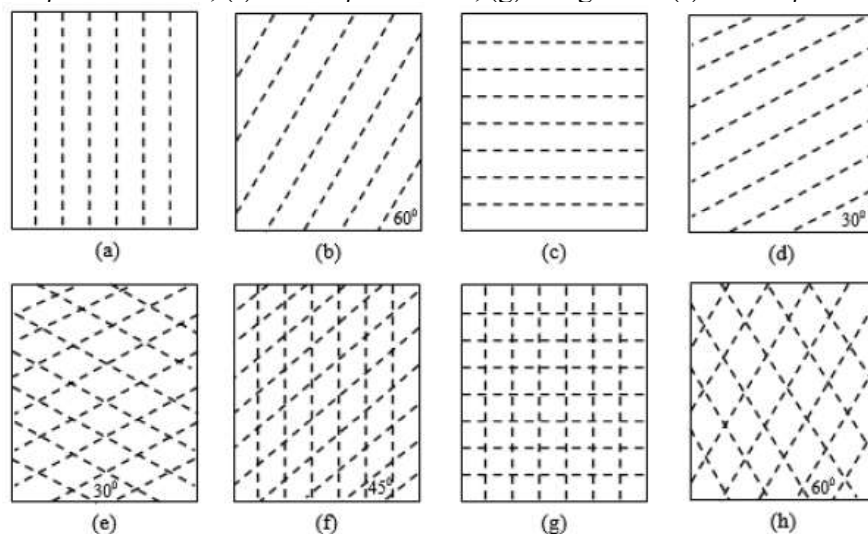 60⁰ 30⁰
(a) (b) (c) (d)
30⁰ 45⁰ 60⁰
(e) (f) (g) (h)